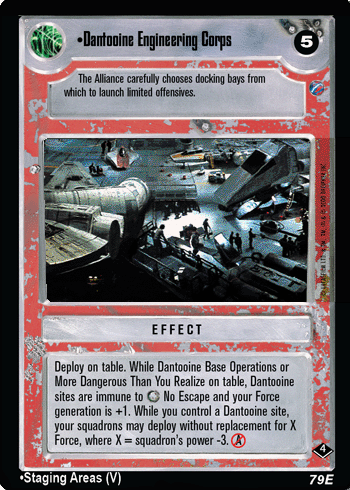 •Dantooine Engineering Corps
5
The Alliance carefully chooses docking bays from
which to launch limited offensives.
EFFECT
Deploy on table. While Dantooine Base Operations or
More Dangerous Than You Realize on table, Dantooine
sites are immune to No Escape and your Force
generation is +1. While you control a Dantooine site,
your squadrons may deploy without replacement for X
Force, where X = squadron's power -3. A
4
•Staging Areas (V)
79E